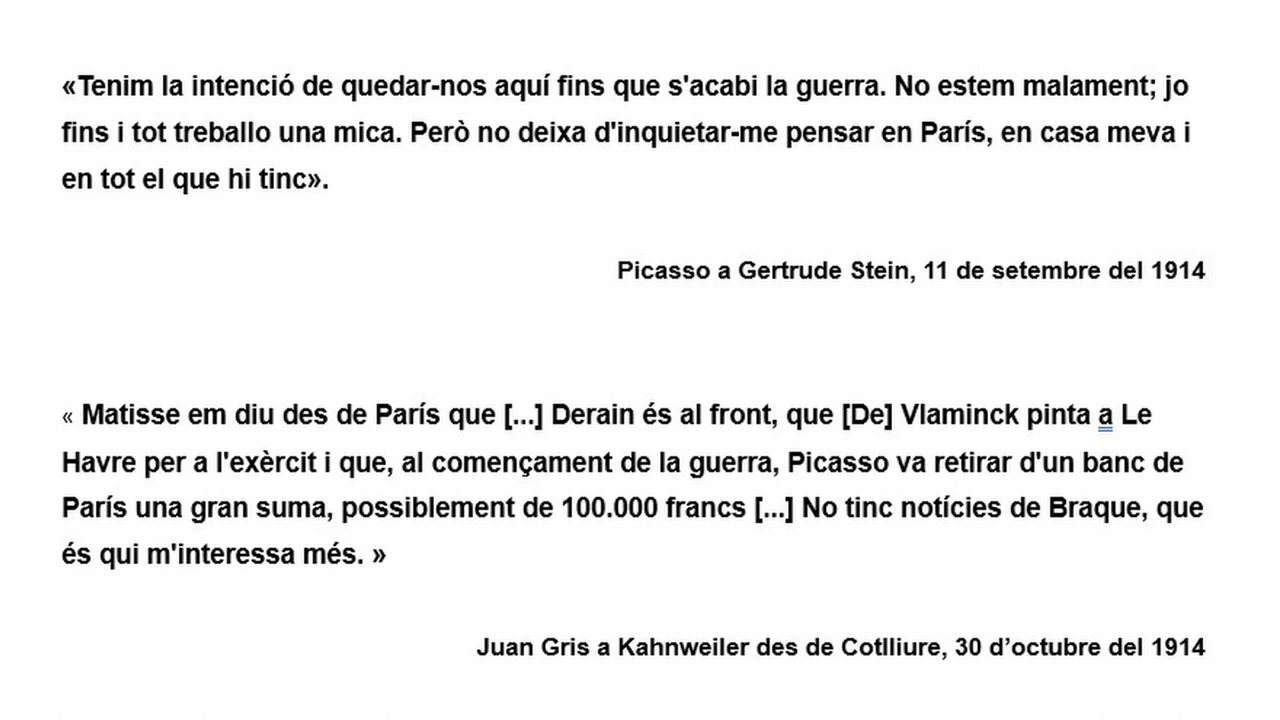 «Tenim la intenció de quedar-nos aquí fins que s'acabi la guerra. No estem malament; jo
fins i tot treballo una mica. Però no deixa d'inquietar-me pensar en París, en casa meva i
en tot el que hi tinc».
Picasso a Gertrude Stein, 11 de setembre del 1914
« Matisse em diu des de París que [...] Derain és al front, que [De] Vlaminck pinta a Le
Havre per a l'exèrcit i que, al començament de la guerra, Picasso va retirar d'un banc de
París una gran suma, possiblement de 100.000 francs [...] No tinc notícies de Braque, que
és qui m'interessa més. »
Juan Gris a Kahnweiler des de Cotlliure, 30 d’octubre del 1914